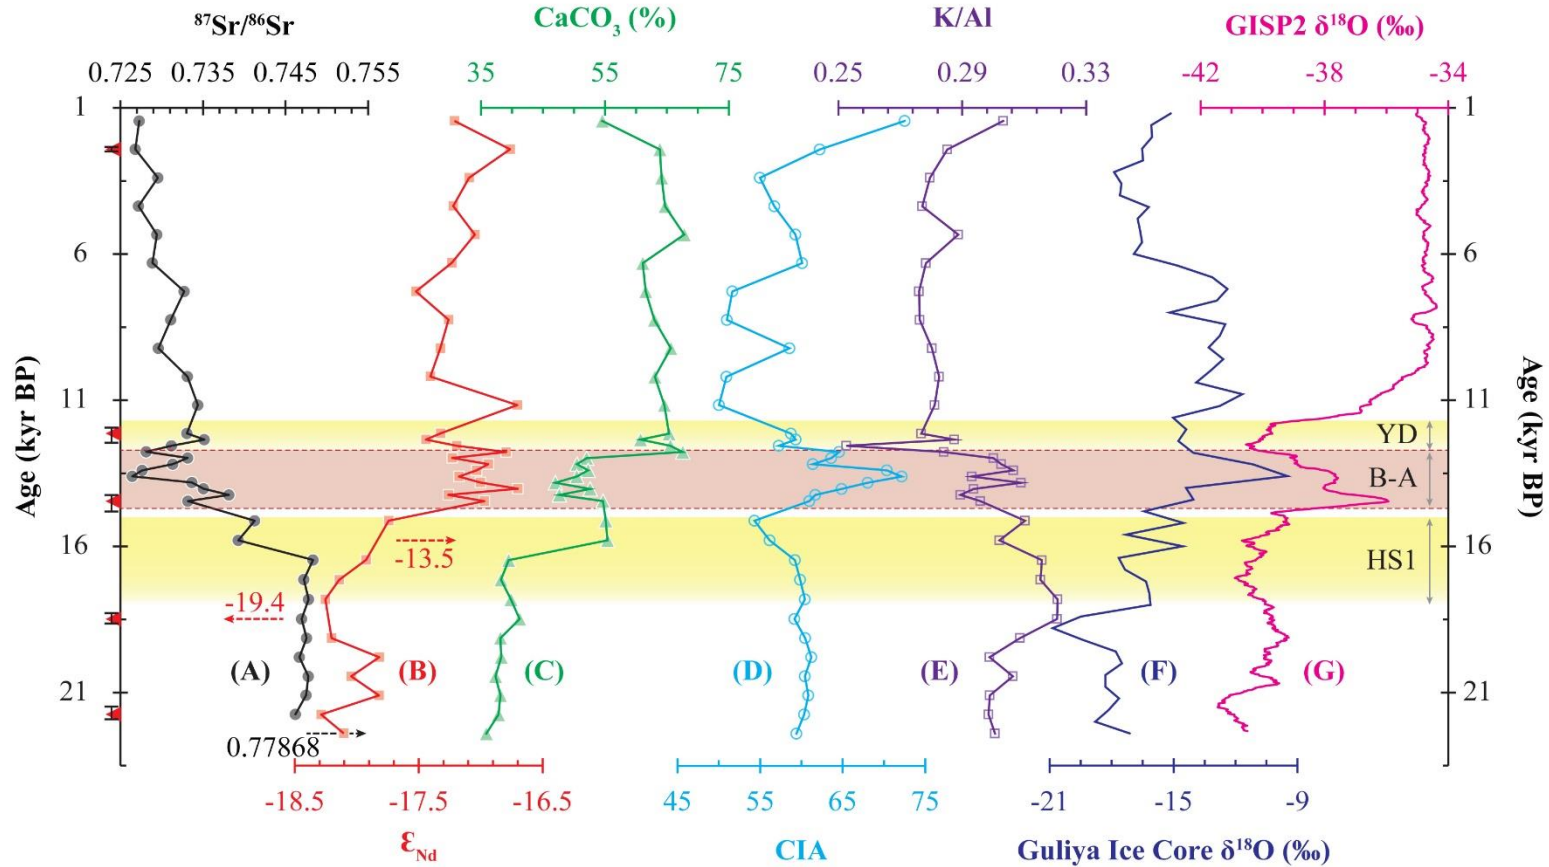 ⁸⁷Sr/⁸⁶Sr CaCO₃ (%) K/Al GISP2 δ¹⁸O (‰)
0.725 0.735 0.745 0.755 35 55 75 0.25 0.29 0.33 -42 -38 -34
1 1
6 6
Age (kyr BP) Age (kyr BP)
11 11
YD
B-A
16 -13.5 16
HS1
-19.4
(A) (B) (C) (D) (E) (F) (G)
21 21
0.77868
-18.5 -17.5 -16.5 45 55 65 75 -21 -15 -9
Ɛ_Nd CIA Guliya Ice Core δ¹⁸O (‰)